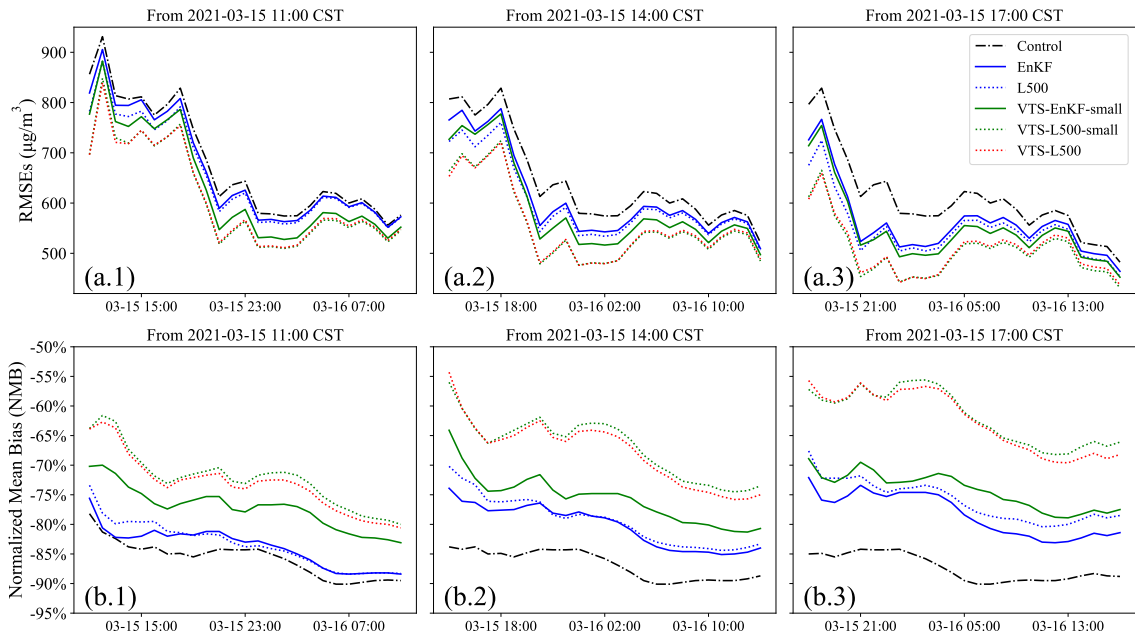 From 2021-03-15 11:00 CST
From 2021-03-15 14:00 CST
From 2021-03-15 17:00 CST
RMSEs (μg/m³)
900
800
700
600
500
Control
EnKF
L500
VTS-EnKF-small
VTS-L500-small
VTS-L500
(a.1)
(a.2)
(a.3)
03-15 15:00
03-15 23:00
03-16 07:00
03-15 18:00
03-16 02:00
03-16 10:00
03-15 21:00
03-16 05:00
03-16 13:00
From 2021-03-15 11:00 CST
From 2021-03-15 14:00 CST
From 2021-03-15 17:00 CST
Normalized Mean Bias (NMB)
-50%
-55%
-60%
-65%
-70%
-75%
-80%
-85%
-90%
-95%
(b.1)
(b.2)
(b.3)
03-15 15:00
03-15 23:00
03-16 07:00
03-15 18:00
03-16 02:00
03-16 10:00
03-15 21:00
03-16 05:00
03-16 13:00